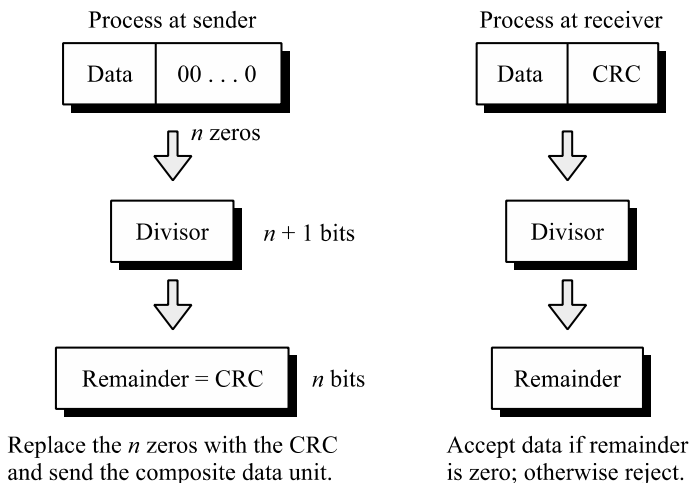 Process at sender
Data 00 . . . 0
n zeros
Divisor
n + 1 bits
Remainder = CRC
n bits
Replace the n zeros with the CRC
and send the composite data unit.
Process at receiver
Data CRC
Divisor
Remainder
Accept data if remainder
is zero; otherwise reject.